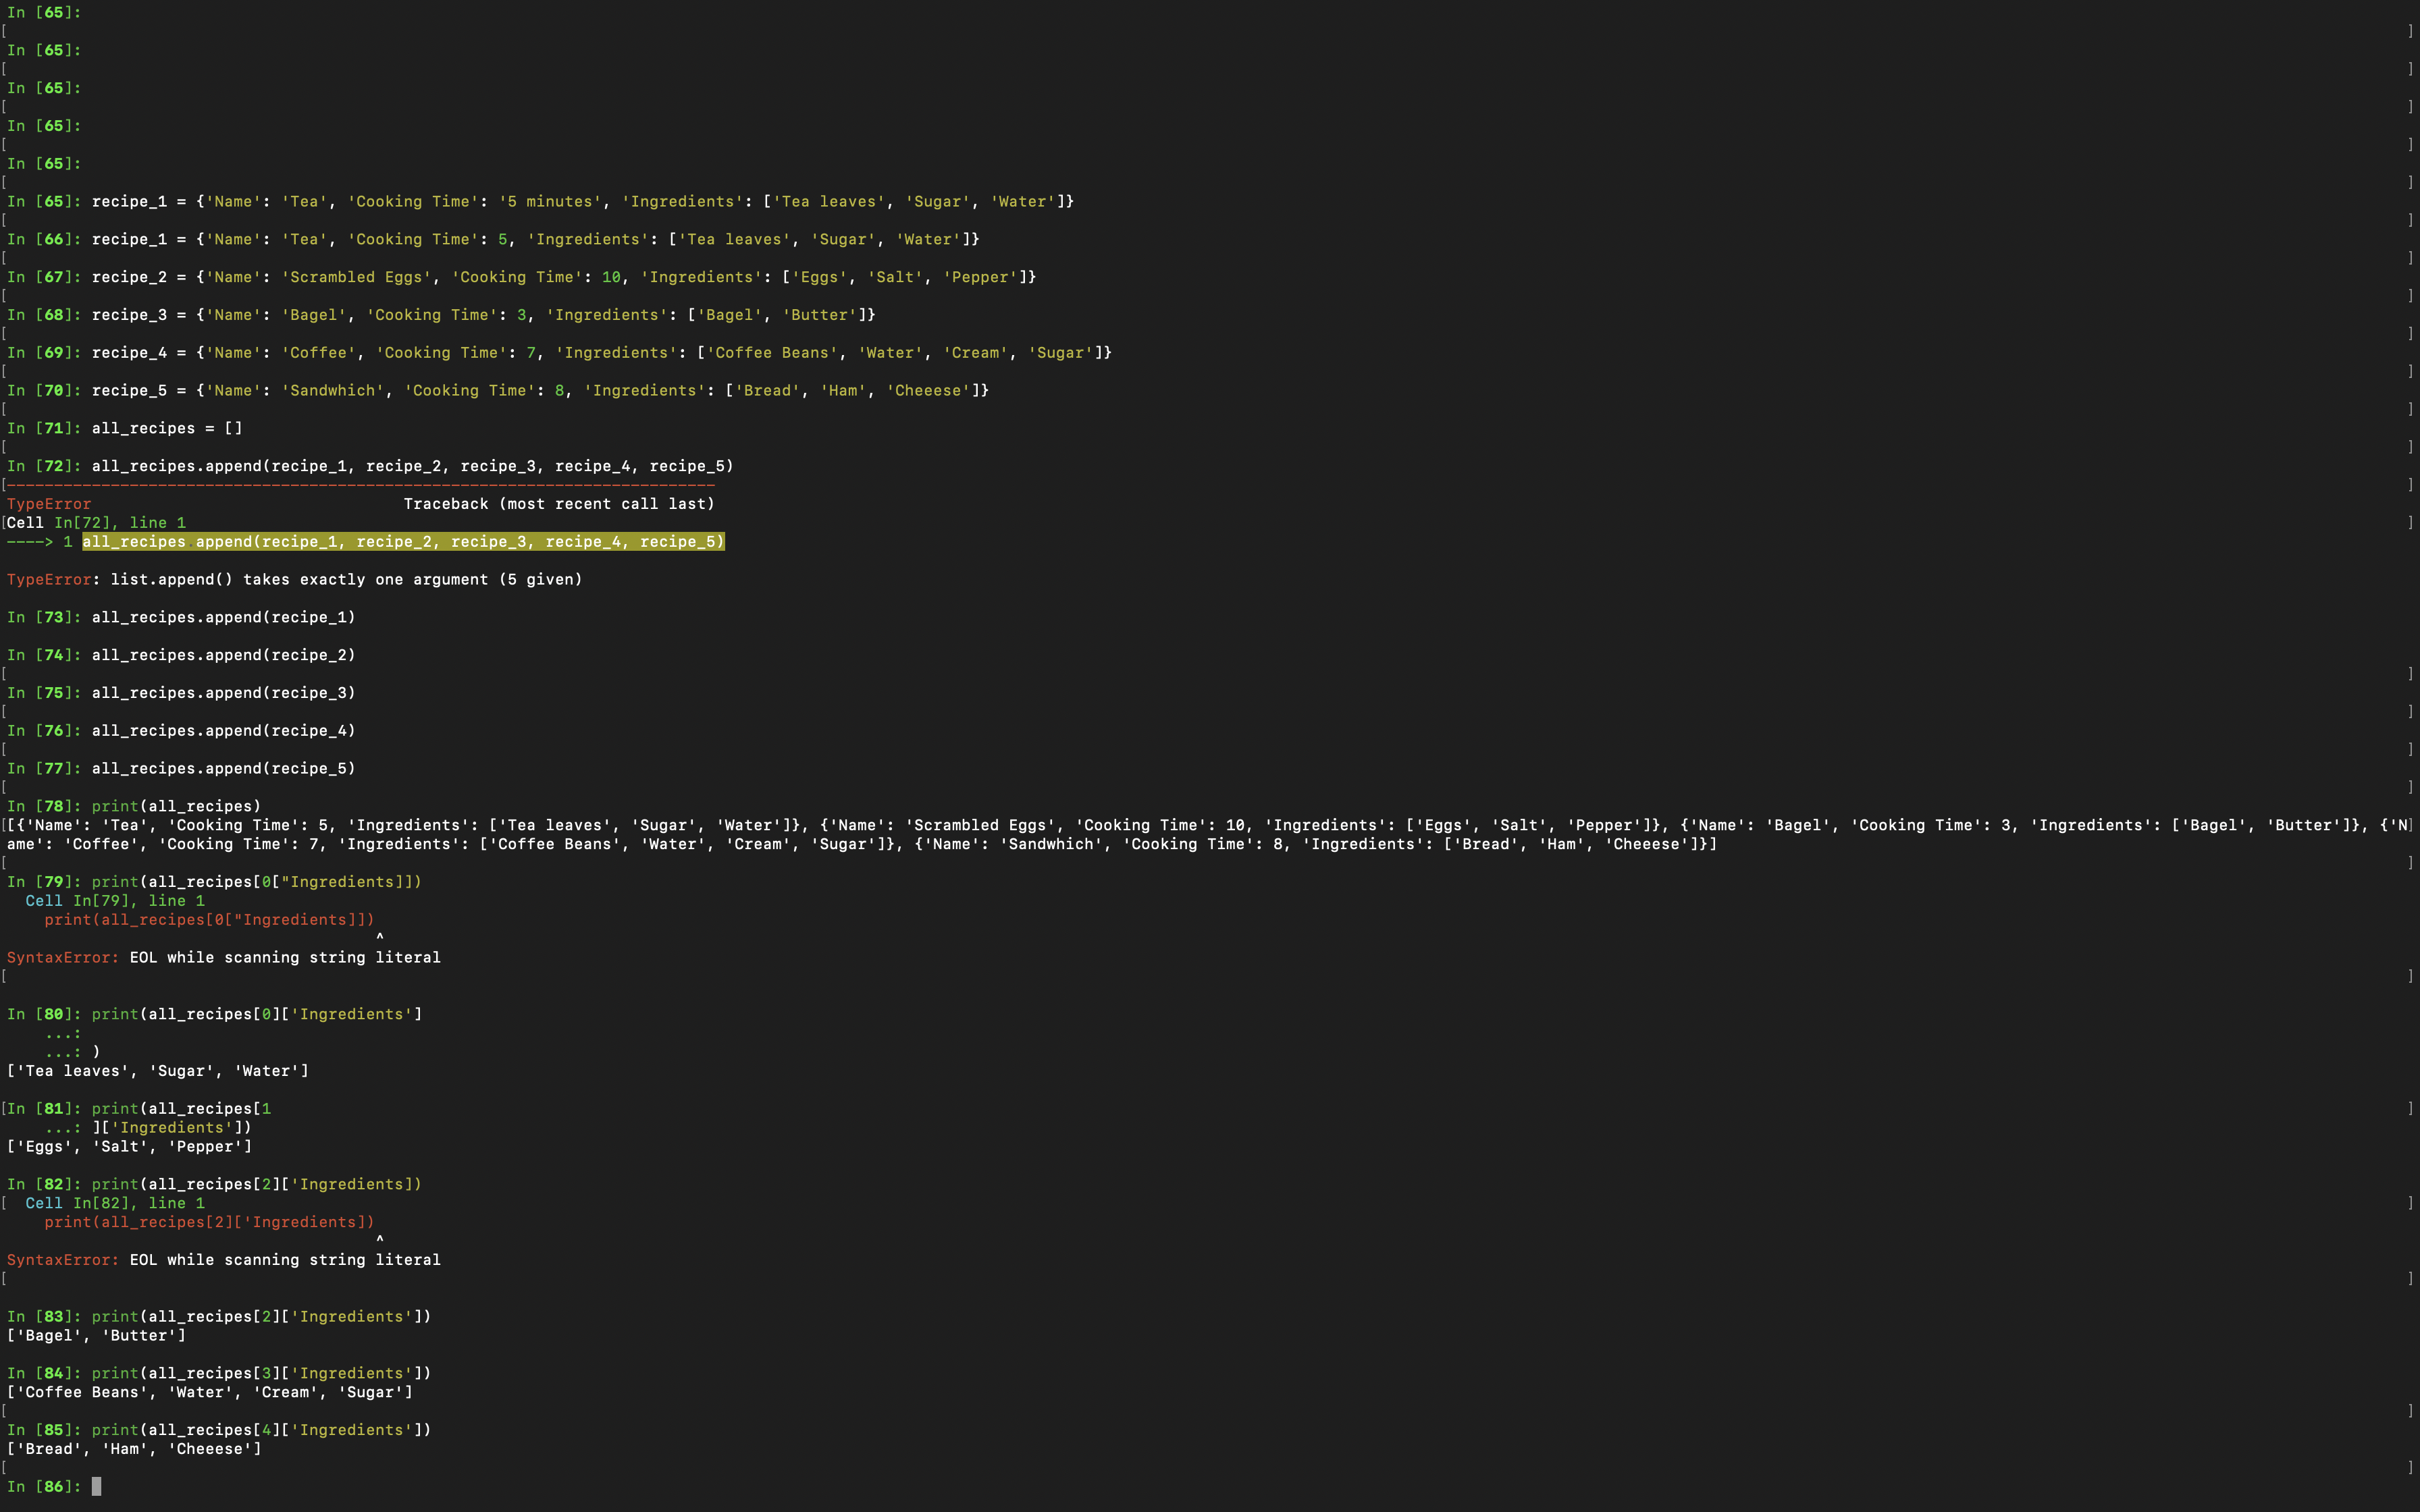 In [65]:
[ ]
In [65]:
[ ]
In [65]:
[ ]
In [65]:
[ ]
In [65]:
[ ]
In [65]: recipe_1 = {'Name': 'Tea', 'Cooking Time': '5 minutes', 'Ingredients': ['Tea leaves', 'Sugar', 'Water']}
[ ]
In [66]: recipe_1 = {'Name': 'Tea', 'Cooking Time': 5, 'Ingredients': ['Tea leaves', 'Sugar', 'Water']}
[ ]
In [67]: recipe_2 = {'Name': 'Scrambled Eggs', 'Cooking Time': 10, 'Ingredients': ['Eggs', 'Salt', 'Pepper']}
[ ]
In [68]: recipe_3 = {'Name': 'Bagel', 'Cooking Time': 3, 'Ingredients': ['Bagel', 'Butter']}
[ ]
In [69]: recipe_4 = {'Name': 'Coffee', 'Cooking Time': 7, 'Ingredients': ['Coffee Beans', 'Water', 'Cream', 'Sugar']}
[ ]
In [70]: recipe_5 = {'Name': 'Sandwhich', 'Cooking Time': 8, 'Ingredients': ['Bread', 'Ham', 'Cheeese']}
[ ]
In [71]: all_recipes = []
[ ]
In [72]: all_recipes.append(recipe_1, recipe_2, recipe_3, recipe_4, recipe_5)
[--------------------------------------------------------------------------- ]
TypeError                                 Traceback (most recent call last)
[Cell In[72], line 1 ]
----> 1 all_recipes.append(recipe_1, recipe_2, recipe_3, recipe_4, recipe_5)
TypeError: list.append() takes exactly one argument (5 given)
In [73]: all_recipes.append(recipe_1)
In [74]: all_recipes.append(recipe_2)
[ ]
In [75]: all_recipes.append(recipe_3)
[ ]
In [76]: all_recipes.append(recipe_4)
[ ]
In [77]: all_recipes.append(recipe_5)
[ ]
In [78]: print(all_recipes)
[[{'Name': 'Tea', 'Cooking Time': 5, 'Ingredients': ['Tea leaves', 'Sugar', 'Water']}, {'Name': 'Scrambled Eggs', 'Cooking Time': 10, 'Ingredients': ['Eggs', 'Salt', 'Pepper']}, {'Name': 'Bagel', 'Cooking Time': 3, 'Ingredients': ['Bagel', 'Butter']}, {'N]
ame': 'Coffee', 'Cooking Time': 7, 'Ingredients': ['Coffee Beans', 'Water', 'Cream', 'Sugar']}, {'Name': 'Sandwhich', 'Cooking Time': 8, 'Ingredients': ['Bread', 'Ham', 'Cheeese']}]
[ ]
In [79]: print(all_recipes[0["Ingredients]])
  Cell In[79], line 1
    print(all_recipes[0["Ingredients]])
                                       ^
SyntaxError: EOL while scanning string literal
[ ]
In [80]: print(all_recipes[0]['Ingredients']
    ...:
    ...: )
['Tea leaves', 'Sugar', 'Water']
[In [81]: print(all_recipes[1 ]
    ...: ]['Ingredients'])
['Eggs', 'Salt', 'Pepper']
In [82]: print(all_recipes[2]['Ingredients])
[  Cell In[82], line 1 ]
    print(all_recipes[2]['Ingredients])
                                       ^
SyntaxError: EOL while scanning string literal
[ ]
In [83]: print(all_recipes[2]['Ingredients'])
['Bagel', 'Butter']
In [84]: print(all_recipes[3]['Ingredients'])
['Coffee Beans', 'Water', 'Cream', 'Sugar']
[ ]
In [85]: print(all_recipes[4]['Ingredients'])
['Bread', 'Ham', 'Cheeese']
[ ]
In [86]: